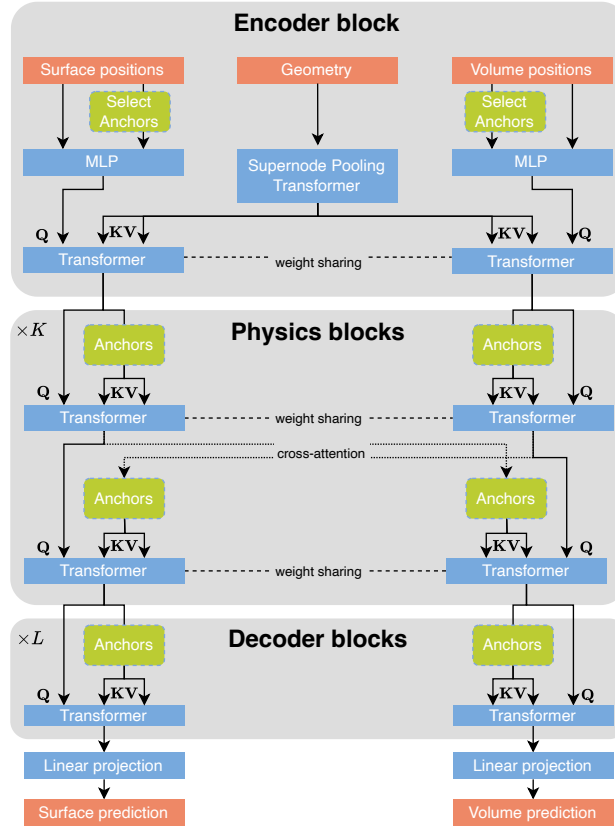 Encoder block
Surface positions
Geometry
Volume positions
Select
Anchors
Select
Anchors
MLP
Supernode Pooling
Transformer
MLP
Q
KV
KV
Q
Transformer
weight sharing
Transformer
×K
Physics blocks
Anchors
Anchors
Q
KV
KV
Q
Transformer
weight sharing
Transformer
cross-attention
Anchors
Anchors
Q
KV
KV
Q
Transformer
weight sharing
Transformer
×L
Decoder blocks
Anchors
Anchors
Q
KV
KV
Q
Transformer
Transformer
Linear projection
Linear projection
Surface prediction
Volume prediction